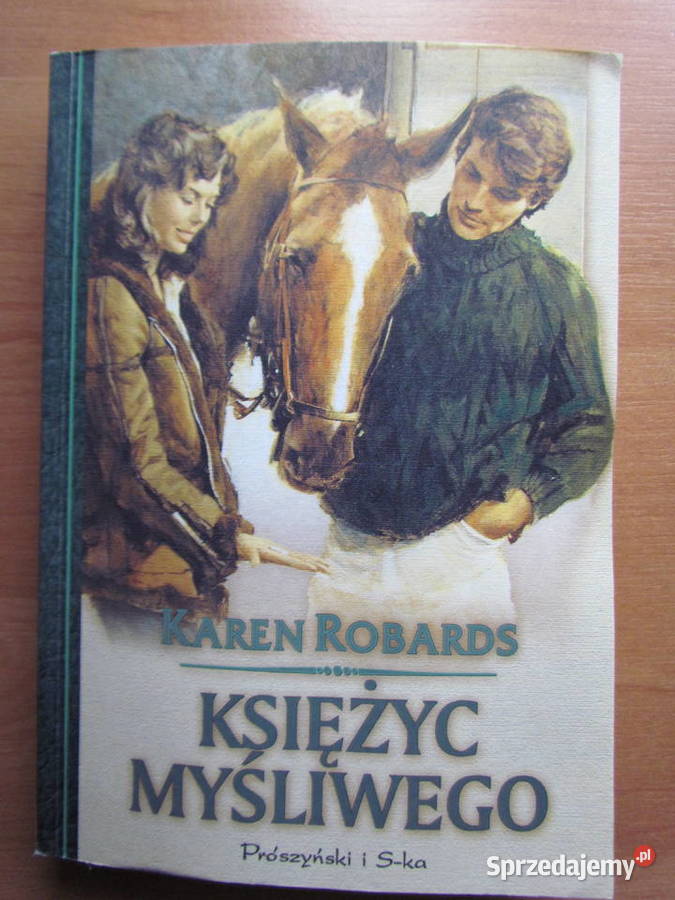 KAREN ROBARDS
KSIĘŻYC
MYŚLIWEGO
Prószyński i S-ka
Sprzedajemy.pl